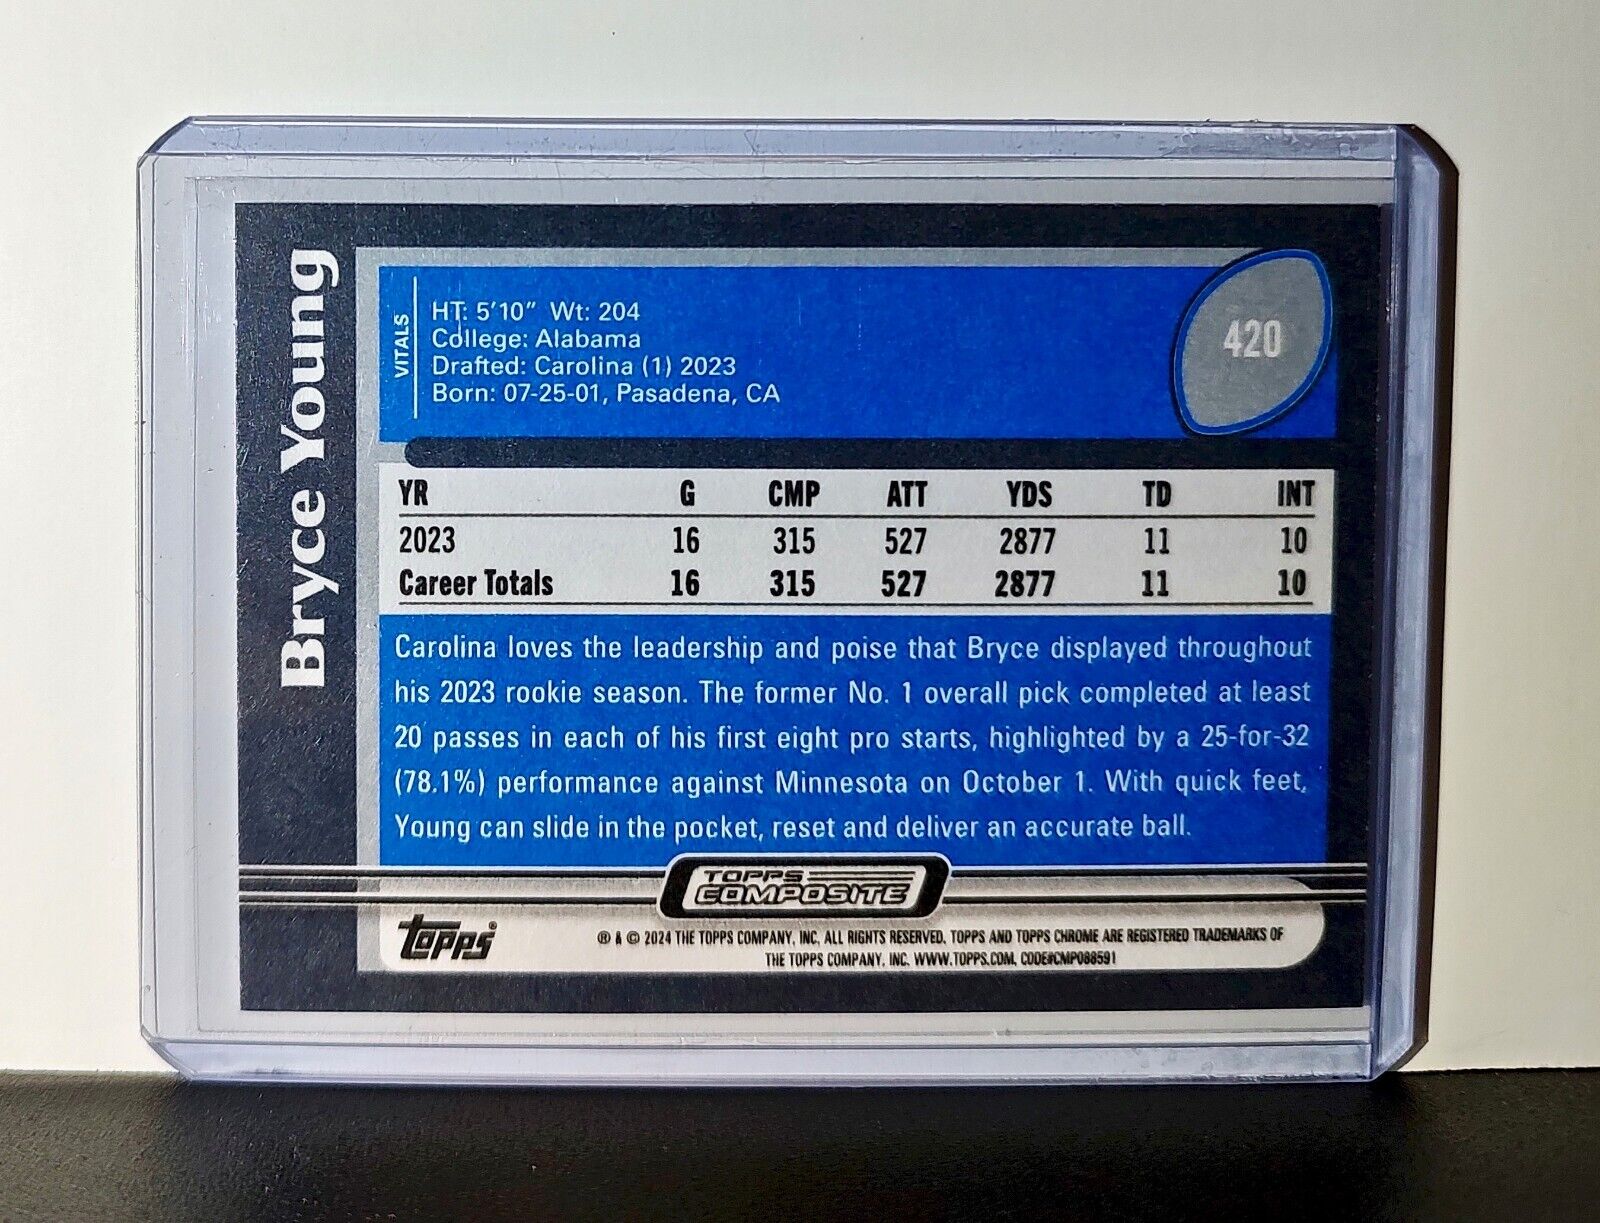 Bryce Young
VITALS
HT: 5'10" Wt: 204
College: Alabama
Drafted: Carolina (1) 2023
Born: 07-25-01, Pasadena, CA
420
YR G CMP ATT YDS TD INT
2023 16 315 527 2877 11 10
Career Totals 16 315 527 2877 11 10
Carolina loves the leadership and poise that Bryce displayed throughout
his 2023 rookie season. The former No. 1 overall pick completed at least
20 passes in each of his first eight pro starts, highlighted by a 25-for-32
(78.1%) performance against Minnesota on October 1. With quick feet,
Young can slide in the pocket, reset and deliver an accurate ball.
TOPPS
COMPOSITE
topps®
® & © 2024 THE TOPPS COMPANY, INC. ALL RIGHTS RESERVED. TOPPS AND TOPPS CHROME ARE REGISTERED TRADEMARKS OF
THE TOPPS COMPANY, INC. WWW.TOPPS.COM. CODE#CMP088591